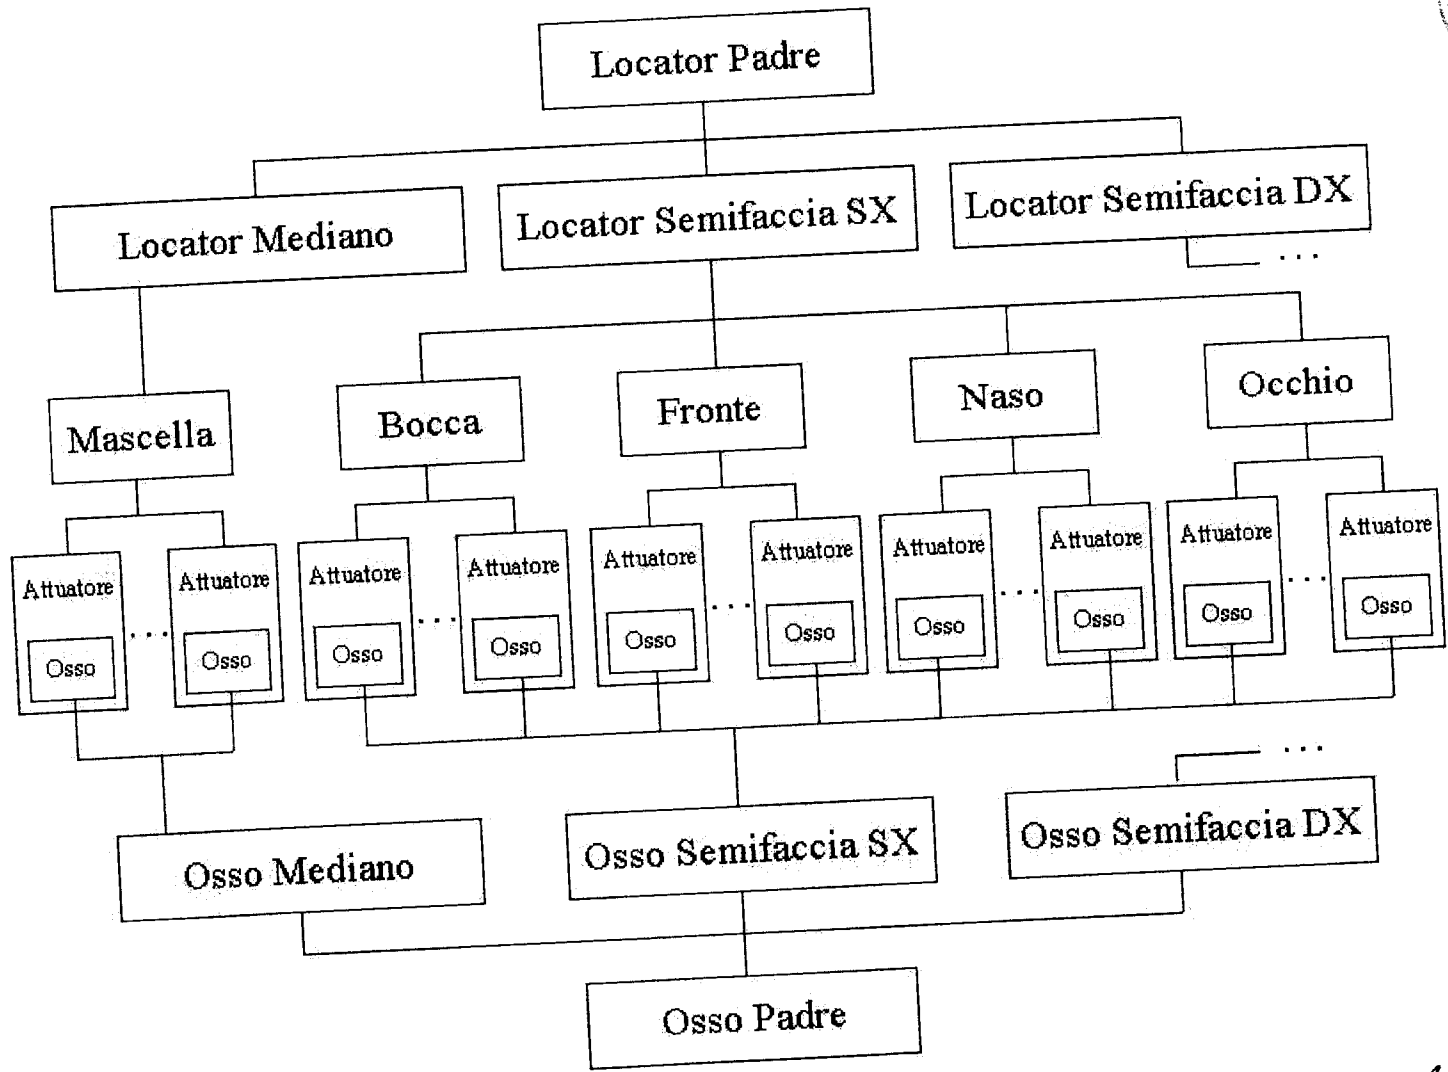 Locator Padre
Locator Mediano
Locator Semifaccia SX
Locator Semifaccia DX
...
Mascella
Bocca
Fronte
Naso
Occhio
Attuatore
Osso
...
Attuatore
Osso
Attuatore
Osso
...
Attuatore
Osso
Attuatore
Osso
...
Attuatore
Osso
Attuatore
Osso
...
Attuatore
Osso
Attuatore
Osso
...
Attuatore
Osso
...
Osso Mediano
Osso Semifaccia SX
Osso Semifaccia DX
Osso Padre